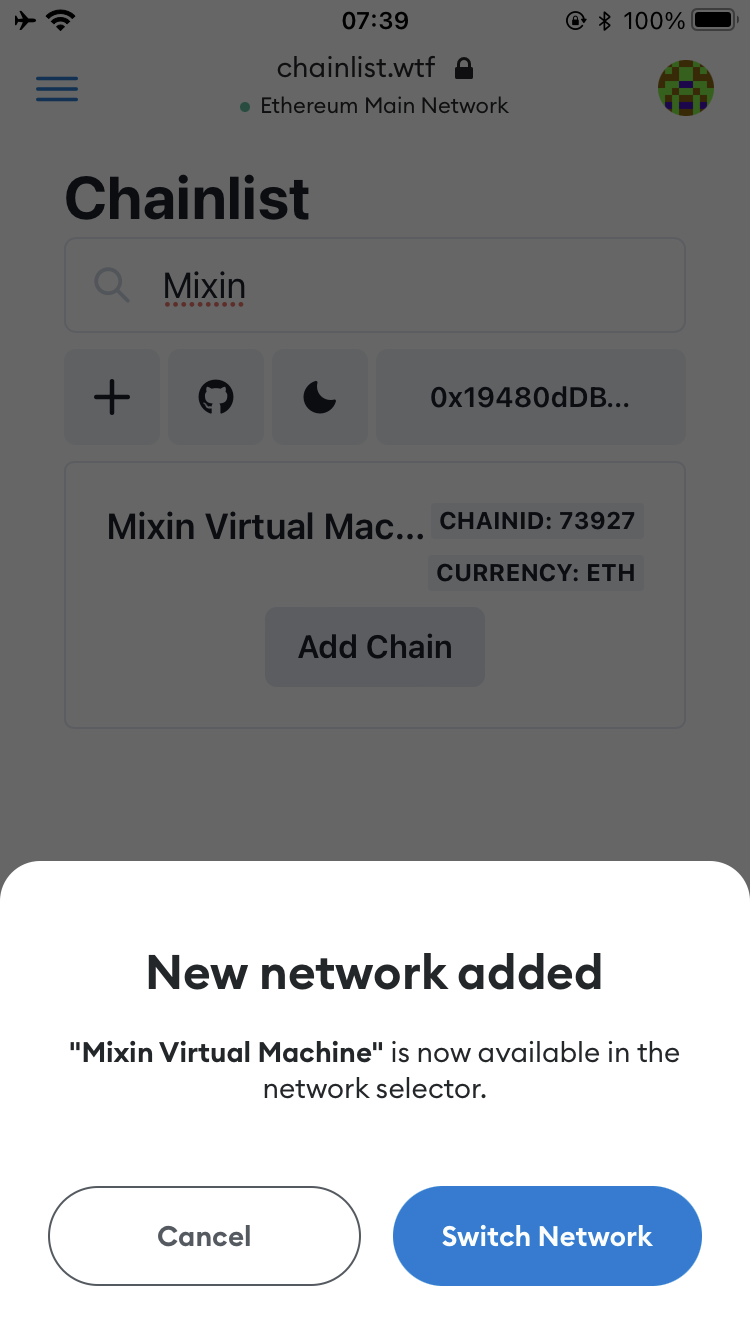 07:39
100%
chainlist.wtf
Ethereum Main Network
Chainlist
Mixin
0x19480dDB...
Mixin Virtual Mac...
CHAINID: 73927
CURRENCY: ETH
Add Chain
New network added
"Mixin Virtual Machine" is now available in the
network selector.
Cancel
Switch Network